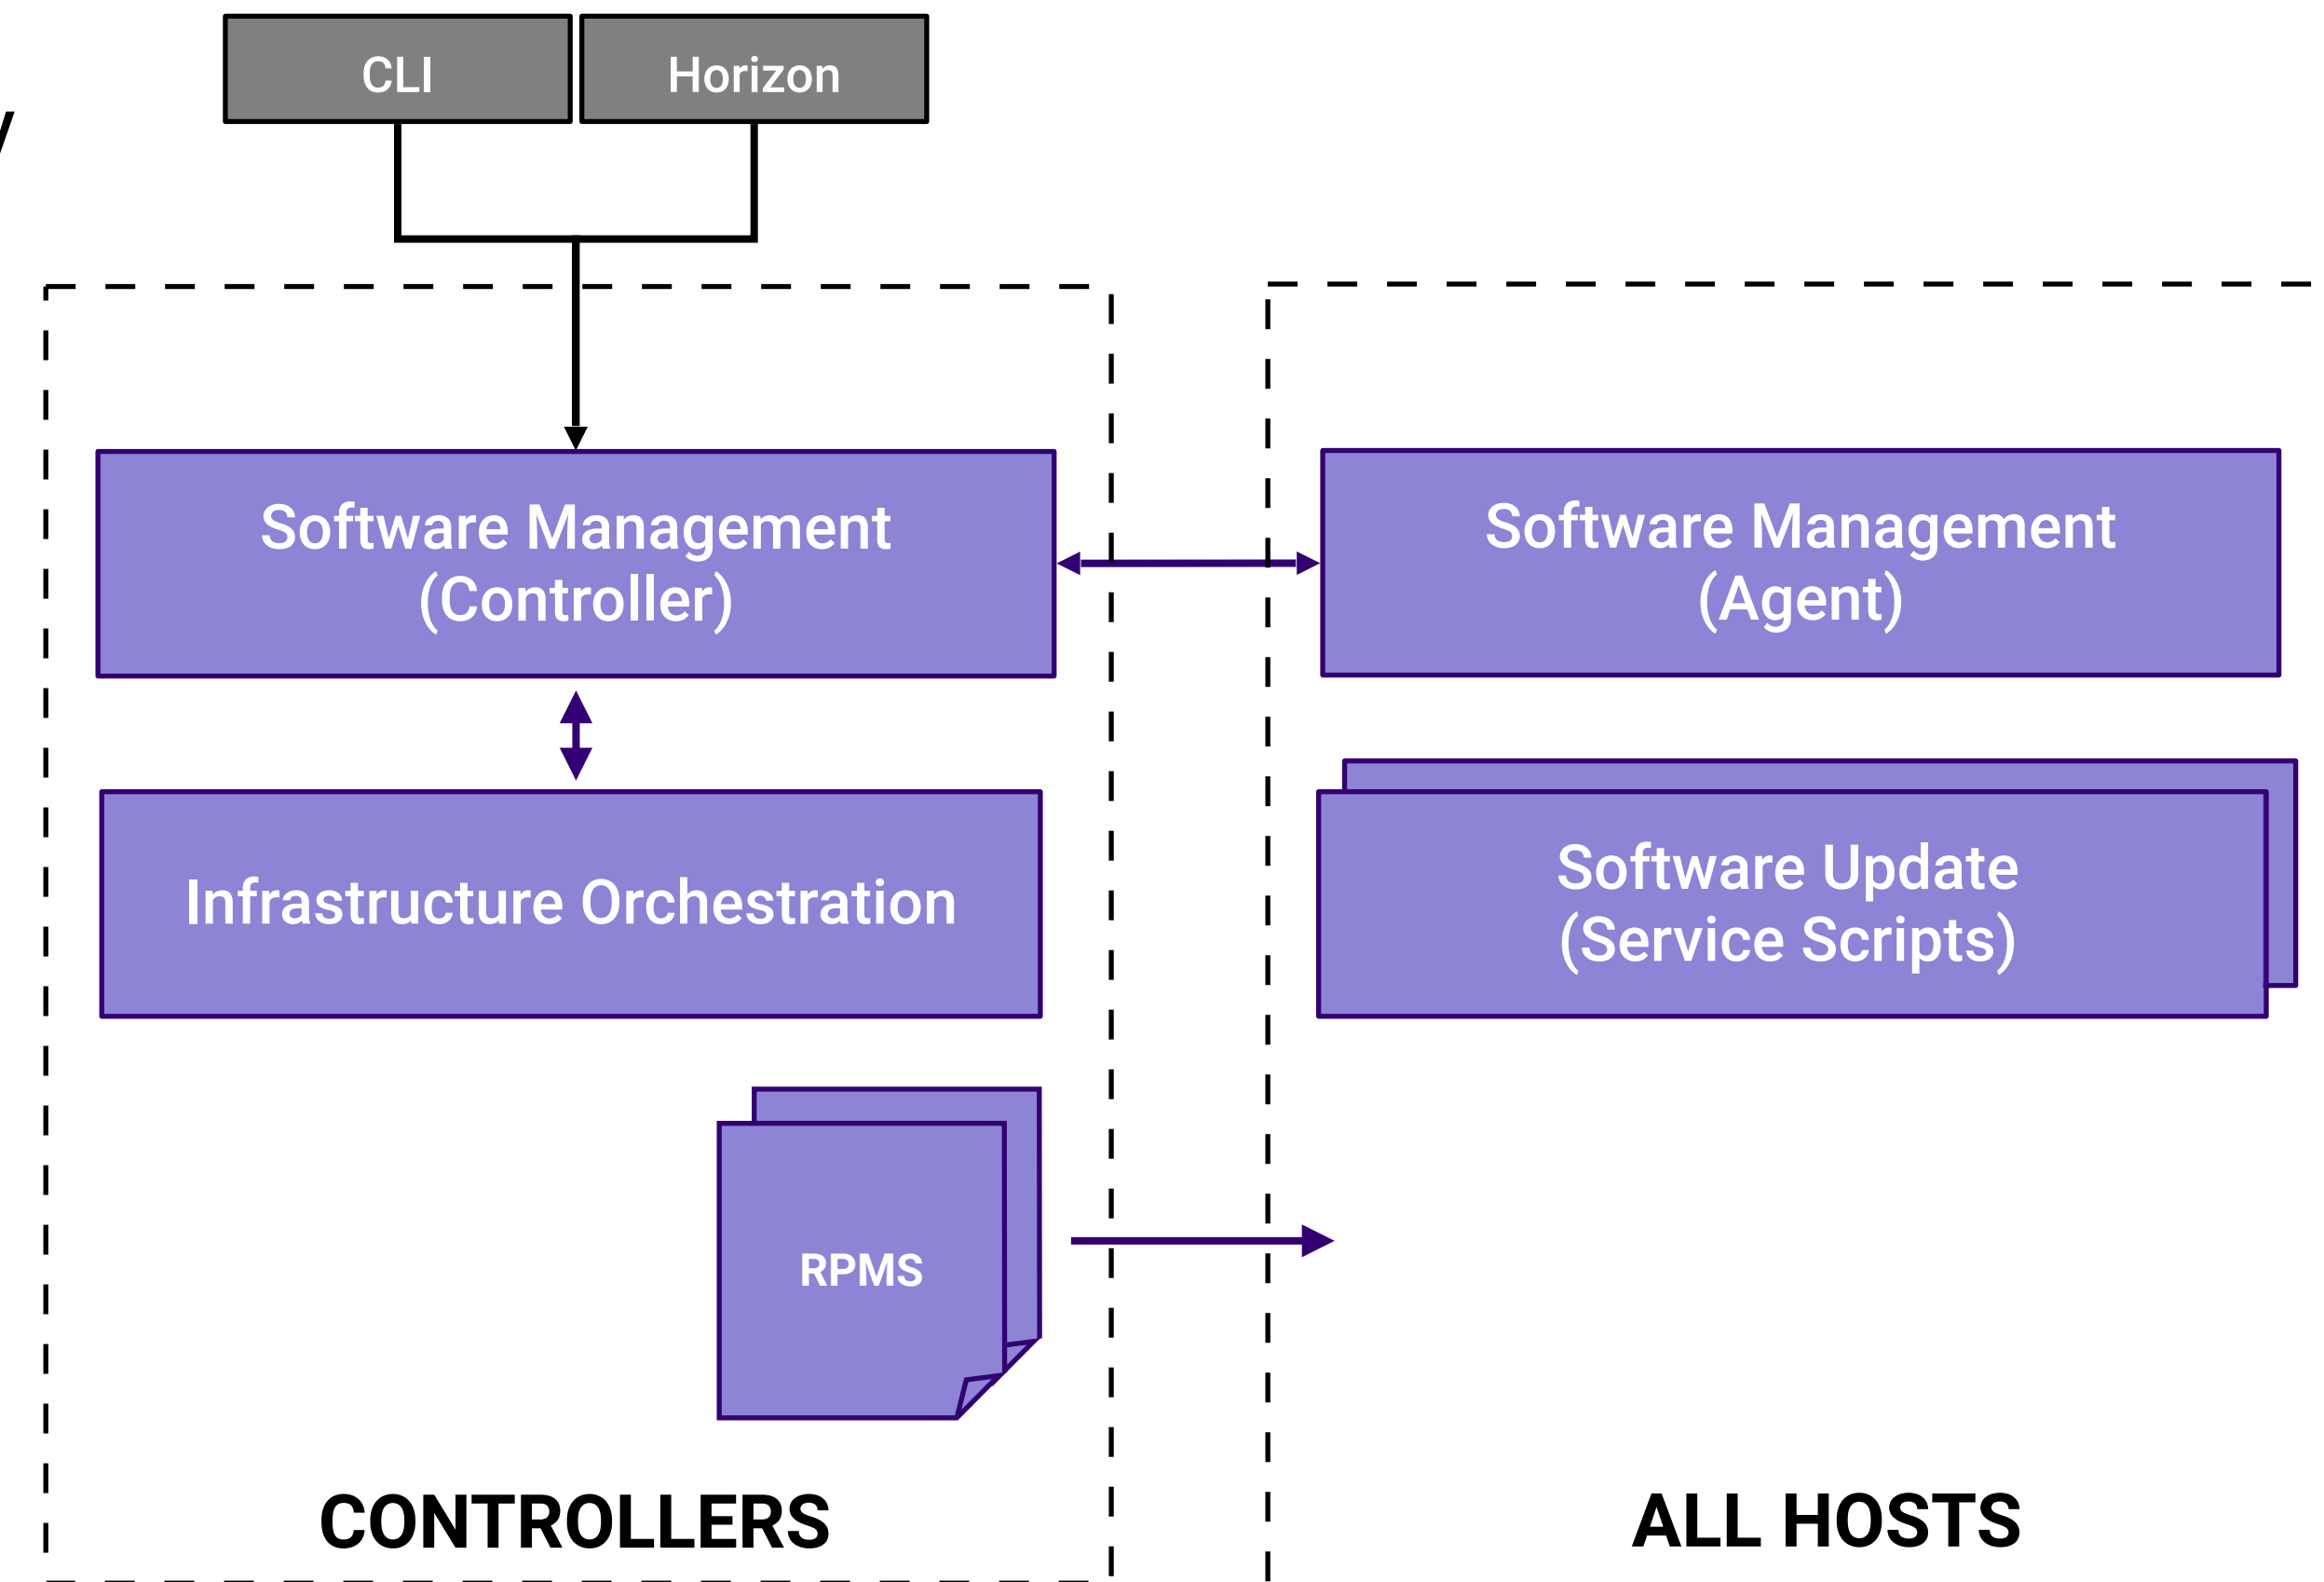 CLI
Horizon
Software Management
(Controller)
Software Management
(Agent)
Infrastructure Orchestration
Software Update
(Service Scripts)
RPMS
CONTROLLERS
ALL HOSTS